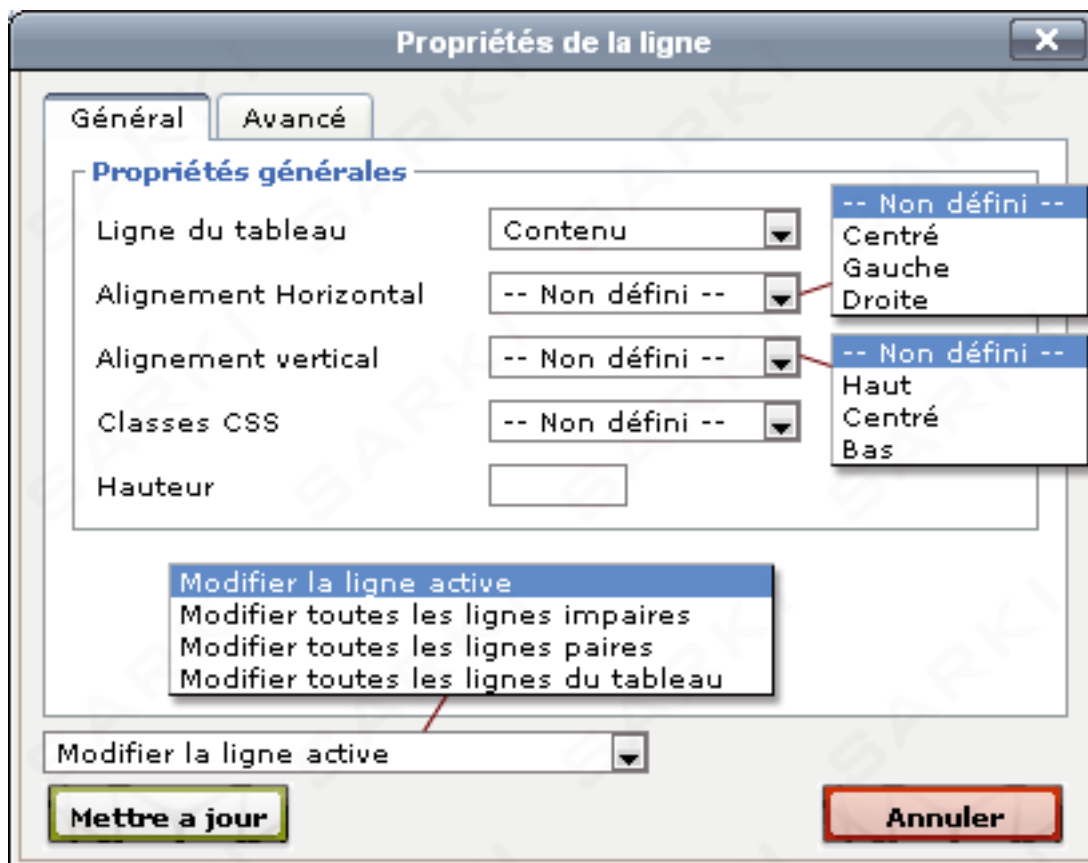 Propriétés de la ligne
Général Avancé
Propriétés générales
Ligne du tableau Contenu
-- Non défini --
Centré
Gauche
Droite
Alignement Horizontal -- Non défini --
Alignement vertical -- Non défini --
-- Non défini --
Haut
Centré
Bas
Classes CSS -- Non défini --
Hauteur
Modifier la ligne active
Modifier toutes les lignes impaires
Modifier toutes les lignes paires
Modifier toutes les lignes du tableau
Modifier la ligne active
Mettre a jour Annuler
SARKI